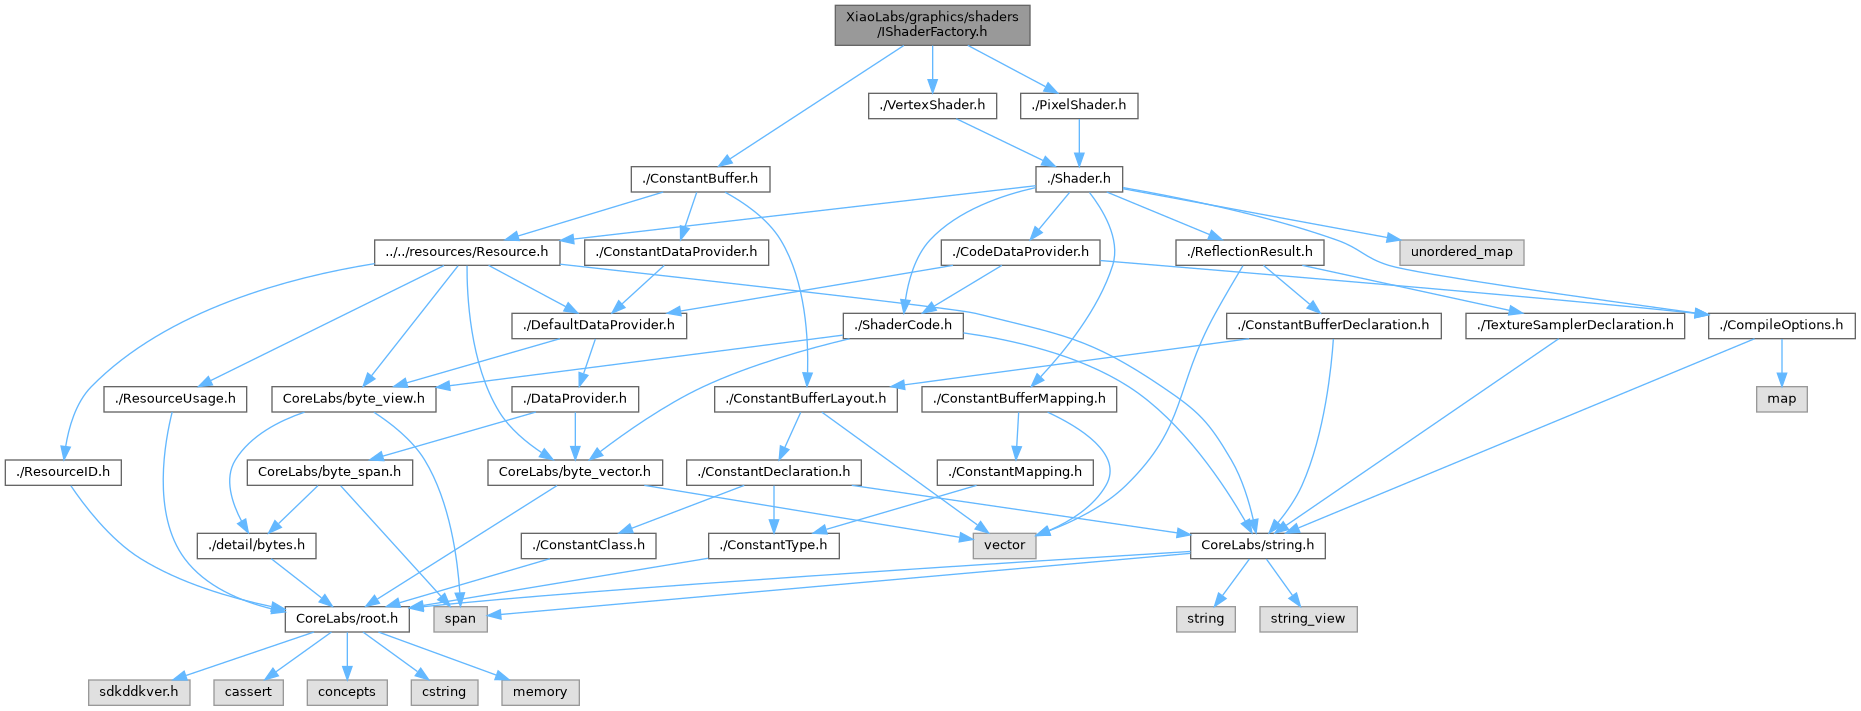 XiaoLabs/graphics/shaders
/IShaderFactory.h
./VertexShader.h
./PixelShader.h
./ConstantBuffer.h
./Shader.h
../../resources/Resource.h
./ConstantDataProvider.h
./CodeDataProvider.h
./ReflectionResult.h
unordered_map
./DefaultDataProvider.h
./ShaderCode.h
./ConstantBufferDeclaration.h
./TextureSamplerDeclaration.h
./CompileOptions.h
./ResourceUsage.h
CoreLabs/byte_view.h
./DataProvider.h
./ConstantBufferLayout.h
./ConstantBufferMapping.h
map
./ResourceID.h
CoreLabs/byte_span.h
CoreLabs/byte_vector.h
./ConstantDeclaration.h
./ConstantMapping.h
./detail/bytes.h
./ConstantClass.h
./ConstantType.h
vector
CoreLabs/string.h
CoreLabs/root.h
span
string
string_view
sdkddkver.h
cassert
concepts
cstring
memory